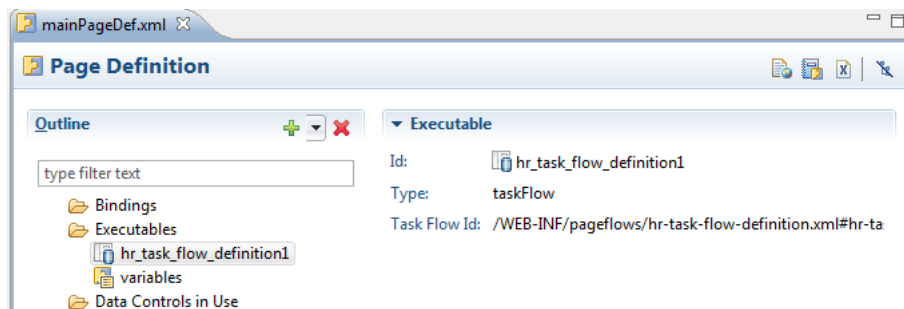 mainPageDef.xml
Page Definition
Outline
Executable
type filter text
Id: hr_task_flow_definition1
Bindings
Type: taskFlow
Executables
Task Flow Id: /WEB-INF/pageflows/hr-task-flow-definition.xml#hr-ta
hr_task_flow_definition1
variables
Data Controls in Use